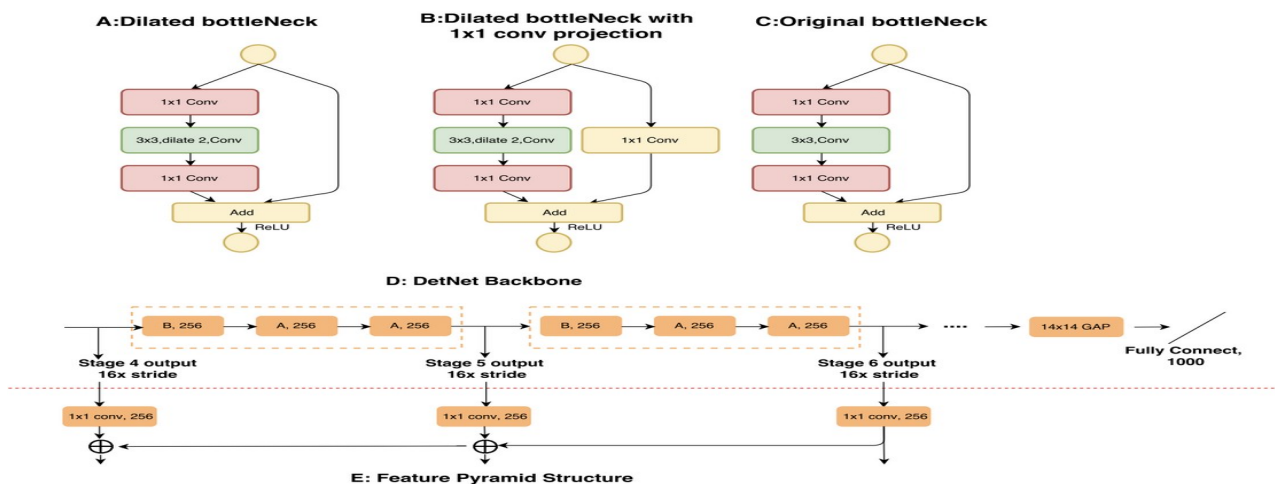 A:Dilated bottleNeck
1x1 Conv
3x3,dilate 2,Conv
1x1 Conv
Add
ReLU
B:Dilated bottleNeck with
1x1 conv projection
1x1 Conv
3x3,dilate 2,Conv
1x1 Conv
1x1 Conv
Add
ReLU
C:Original bottleNeck
1x1 Conv
3x3,Conv
1x1 Conv
Add
ReLU
D: DetNet Backbone
B, 256
A, 256
A, 256
B, 256
A, 256
A, 256
14x14 GAP
Fully Connect,
1000
Stage 4 output
16x stride
Stage 5 output
16x stride
Stage 6 output
16x stride
1x1 conv, 256
1x1 conv, 256
1x1 conv, 256
E: Feature Pyramid Structure